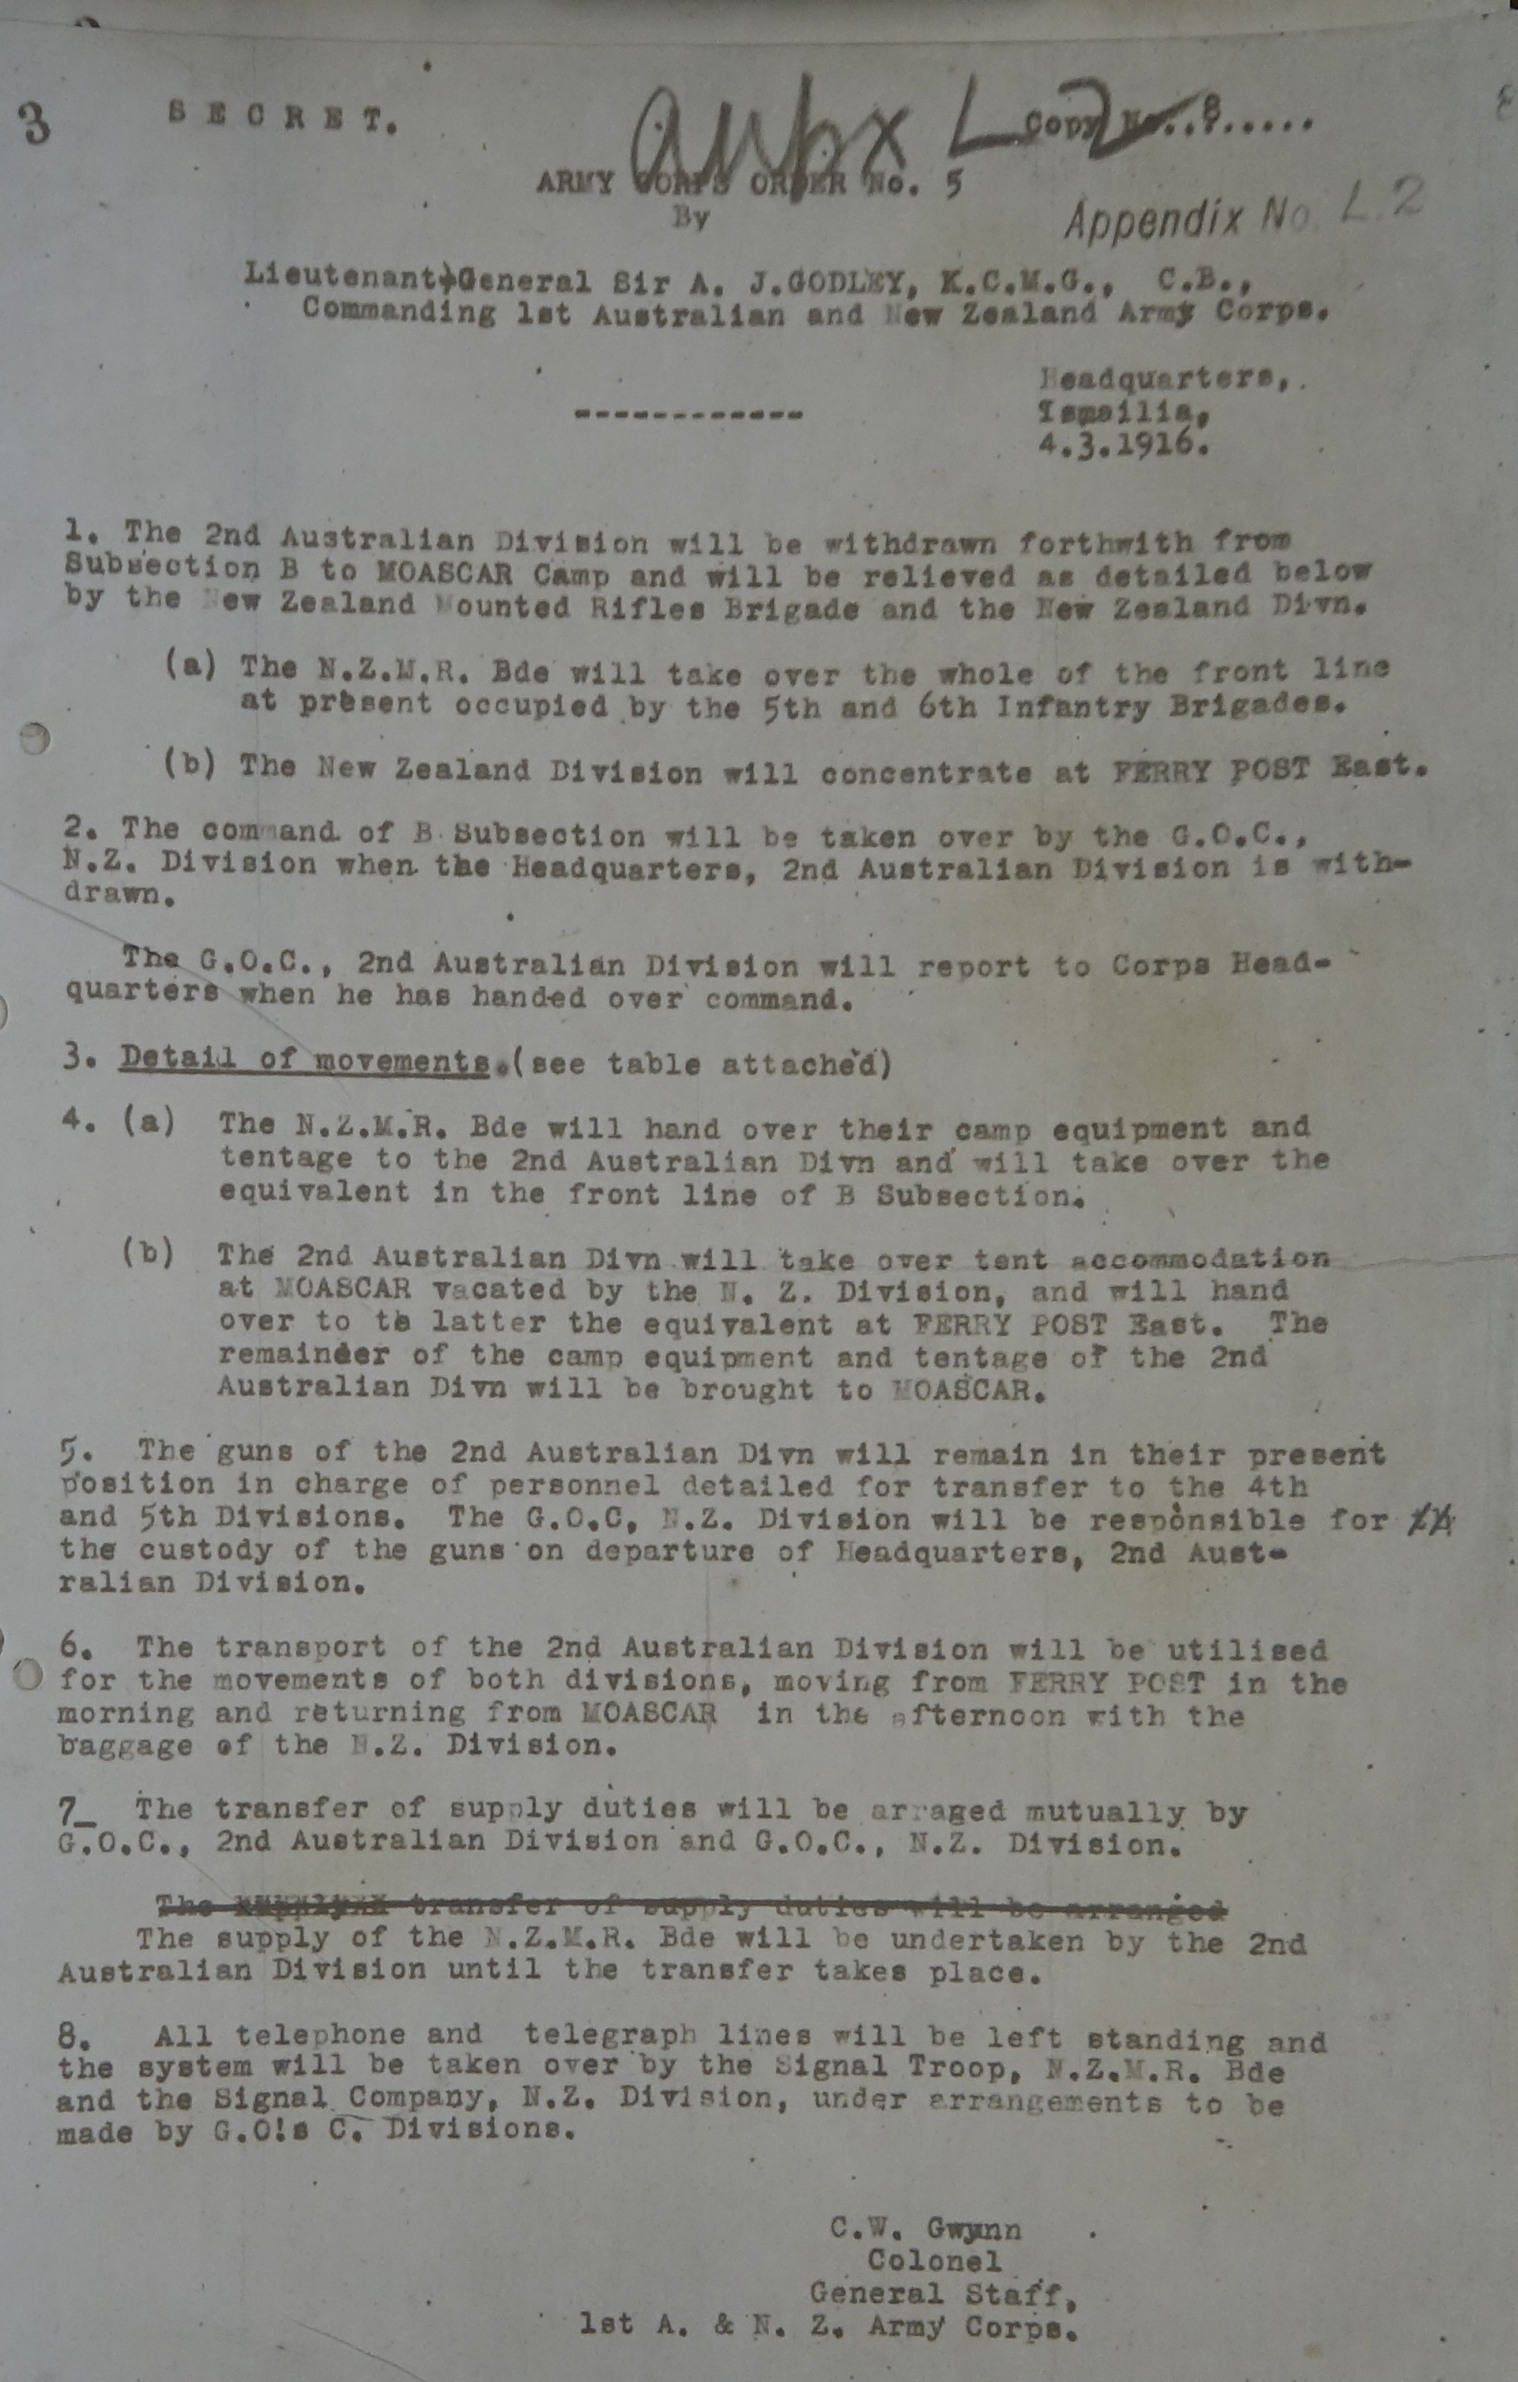 3
SECRET.
Copy No..8.....
Appx L2
ARMY CORPS ORDER No. 5
By
Appendix No. L.2
Lieutenant-General Sir A. J.GODLEY, K.C.M.G., C.B.,
Commanding 1st Australian and New Zealand Army Corps.
Headquarters,
Ismailia,
4.3.1916.
------------
1. The 2nd Australian Division will be withdrawn forthwith from
Subsection B to MOASCAR Camp and will be relieved as detailed below
by the New Zealand Mounted Rifles Brigade and the New Zealand Divn.
(a) The N.Z.M.R. Bde will take over the whole of the front line
at present occupied by the 5th and 6th Infantry Brigades.
(b) The New Zealand Division will concentrate at FERRY POST East.
2. The command of B Subsection will be taken over by the G.O.C.,
N.Z. Division when the Headquarters, 2nd Australian Division is with-
drawn.
The G.O.C., 2nd Australian Division will report to Corps Head-
quarters when he has handed over command.
3. Detail of movements.(see table attached)
4. (a) The N.Z.M.R. Bde will hand over their camp equipment and
tentage to the 2nd Australian Divn and will take over the
equivalent in the front line of B Subsection.
(b) The 2nd Australian Divn will take over tent accommodation
at MOASCAR vacated by the N. Z. Division, and will hand
over to te latter the equivalent at FERRY POST East. The
remainder of the camp equipment and tentage of the 2nd
Australian Divn will be brought to MOASCAR.
5. The guns of the 2nd Australian Divn will remain in their present
position in charge of personnel detailed for transfer to the 4th
and 5th Divisions. The G.O.C, N.Z. Division will be responsible for
the custody of the guns on departure of Headquarters, 2nd Aust-
ralian Division.
6. The transport of the 2nd Australian Division will be utilised
for the movements of both divisions, moving from FERRY POST in the
morning and returning from MOASCAR in the afternoon with the
baggage of the N.Z. Division.
7_ The transfer of supply duties will be arraged mutually by
G.O.C., 2nd Australian Division and G.O.C., N.Z. Division.
The transfer of supply duties will be arranged
The supply of the N.Z.M.R. Bde will be undertaken by the 2nd
Australian Division until the transfer takes place.
8. All telephone and telegraph lines will be left standing and
the system will be taken over by the Signal Troop, N.Z.M.R. Bde
and the Signal Company, N.Z. Division, under arrangements to be
made by G.O!s C. Divisions.
C.W. Gwynn
Colonel
General Staff,
1st A. & N. Z. Army Corps.